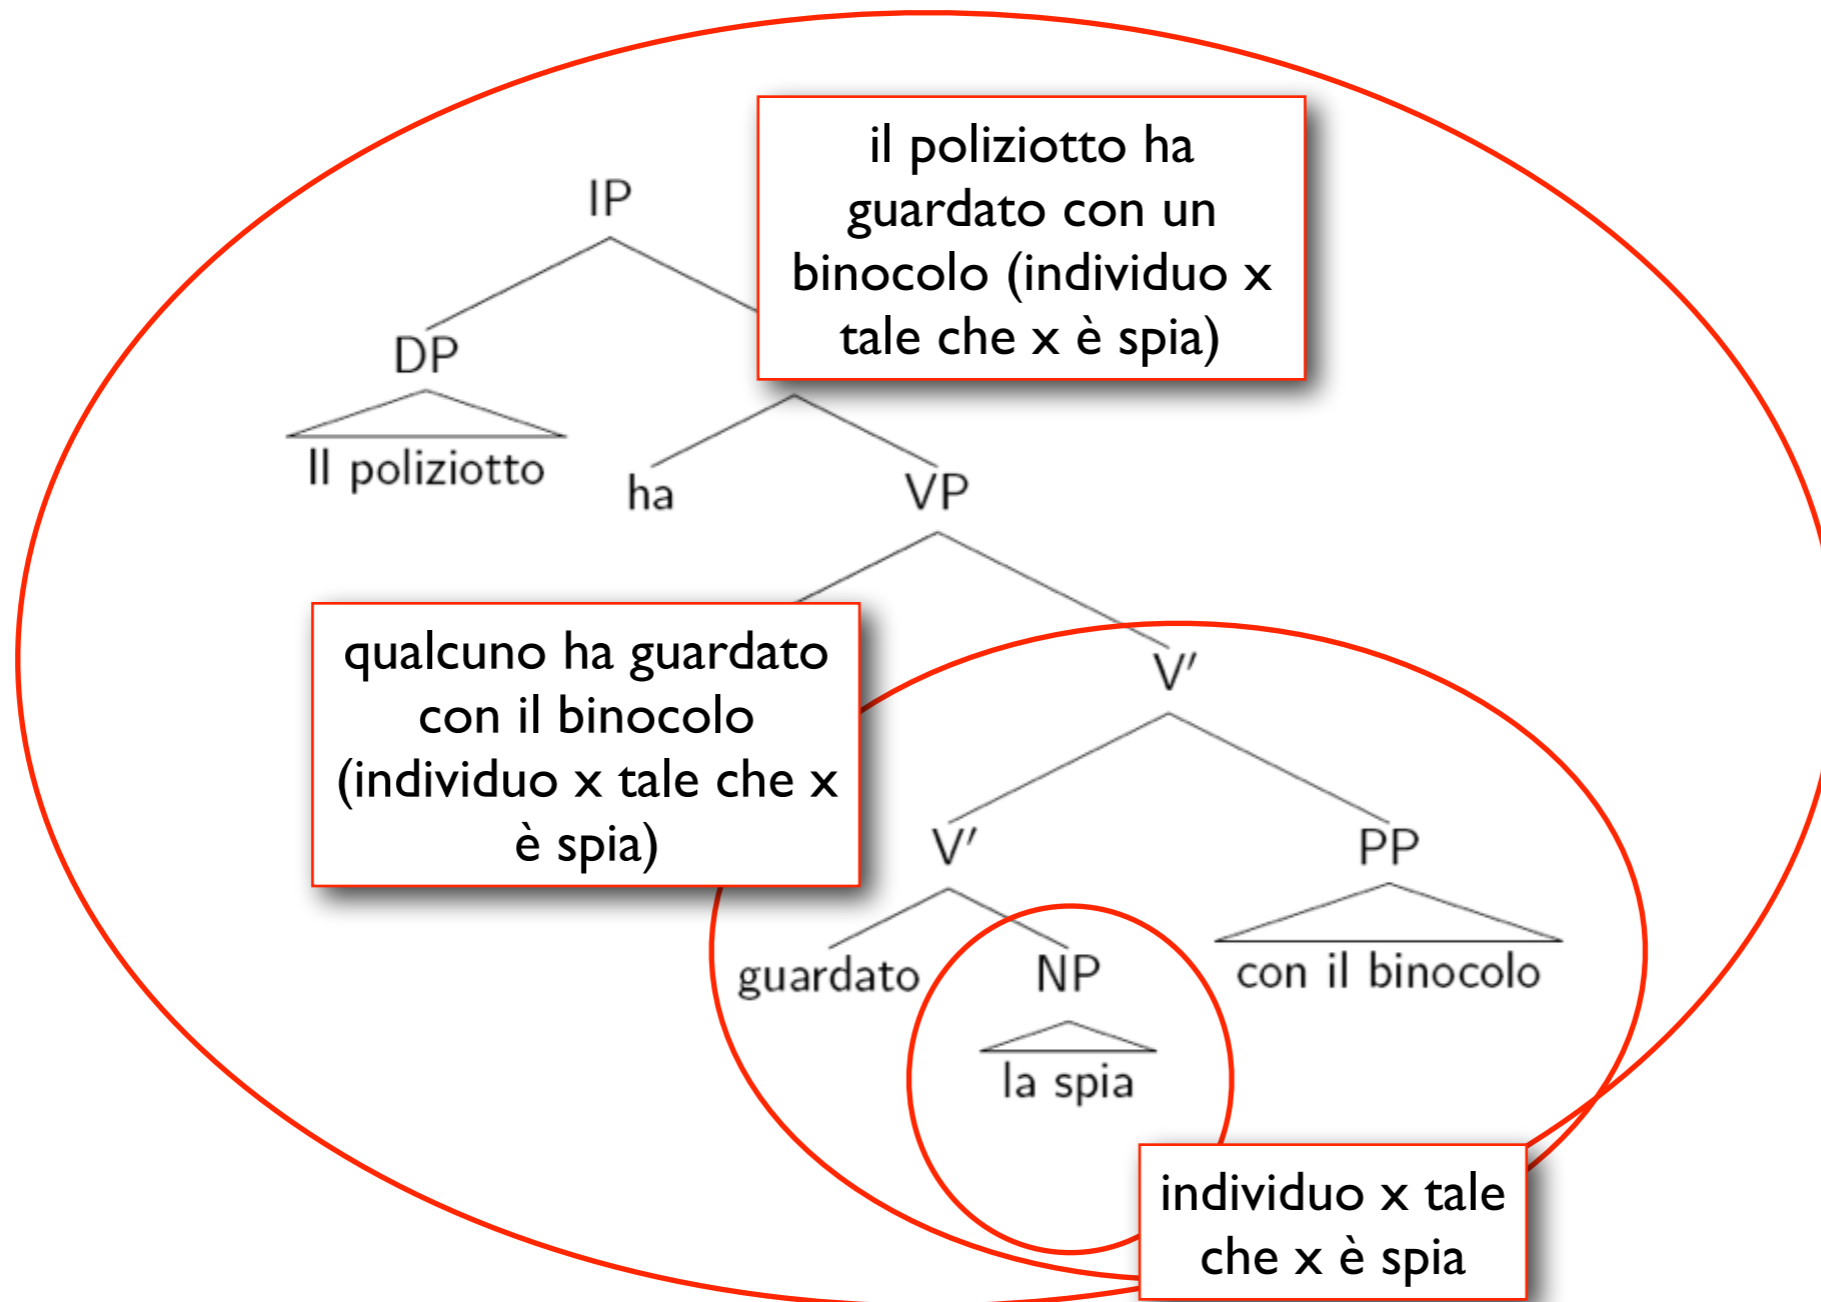 il poliziotto ha
guardato con un
binocolo (individuo x
tale che x è spia)
IP
DP
Il poliziotto
ha
VP
qualcuno ha guardato
con il binocolo
(individuo x tale che x
è spia)
V′
V′
PP
guardato
NP
con il binocolo
la spia
individuo x tale
che x è spia